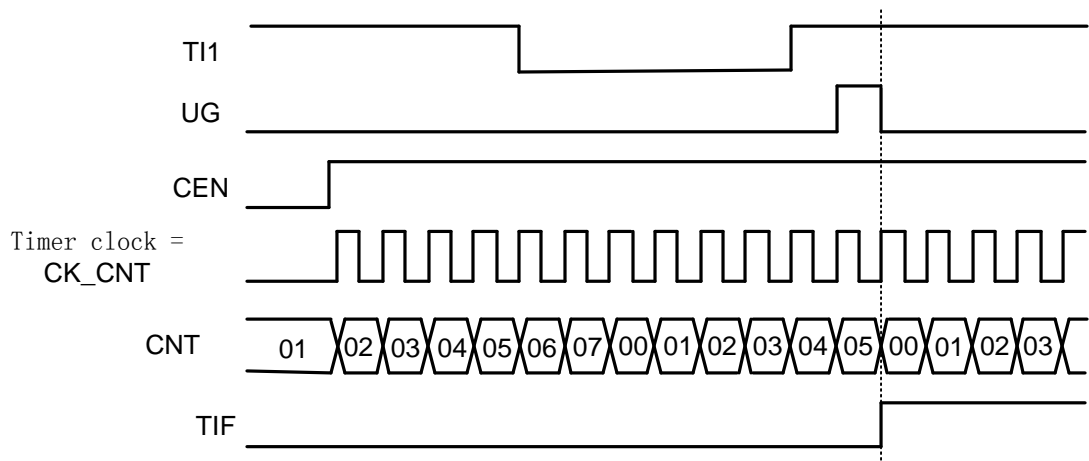 TI1
UG
CEN
Timer clock =
CK_CNT
CNT 01 02 03 04 05 06 07 00 01 02 03 04 05 00 01 02 03
TIF